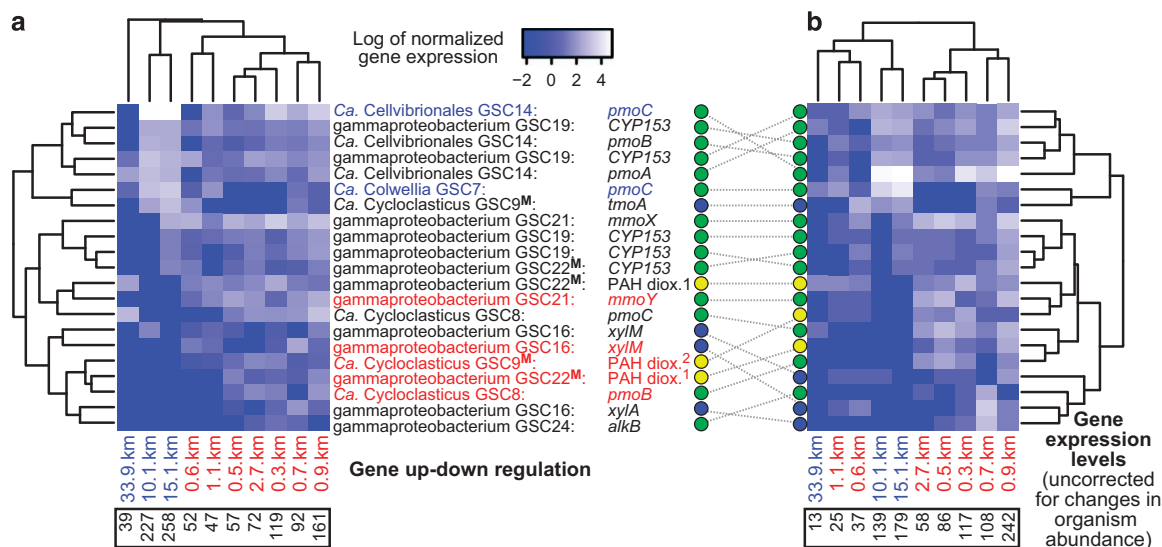 a
b
Log of normalized
gene expression
−2 0 2 4
Ca. Cellvibrionales GSC14: pmoC
gammaproteobacterium GSC19: CYP153
Ca. Cellvibrionales GSC14: pmoB
gammaproteobacterium GSC19: CYP153
Ca. Cellvibrionales GSC14: pmoA
Ca. Colwellia GSC7: pmoC
Ca. Cycloclasticus GSC9M: tmoA
gammaproteobacterium GSC21: mmoX
gammaproteobacterium GSC19: CYP153
gammaproteobacterium GSC19: CYP153
gammaproteobacterium GSC22M: CYP153
gammaproteobacterium GSC22M: PAH diox.1
gammaproteobacterium GSC21: mmoY
Ca. Cycloclasticus GSC8: pmoC
gammaproteobacterium GSC16: xylM
gammaproteobacterium GSC16: xylM
Ca. Cycloclasticus GSC9M: PAH diox.2
gammaproteobacterium GSC22M: PAH diox.1
Ca. Cycloclasticus GSC8: pmoB
gammaproteobacterium GSC16: xylA
gammaproteobacterium GSC24: alkB
33.9.km 10.1.km 15.1.km 0.6.km 1.1.km 0.5.km 2.7.km 0.3.km 0.7.km 0.9.km
39 227 258 52 47 57 72 119 92 161
Gene up-down regulation
33.9.km 1.1.km 0.6.km 10.1.km 15.1.km 2.7.km 0.5.km 0.3.km 0.7.km 0.9.km
13 25 37 139 179 58 86 117 108 242
Gene
expression
levels
(uncorrected
for changes in
organism
abundance)